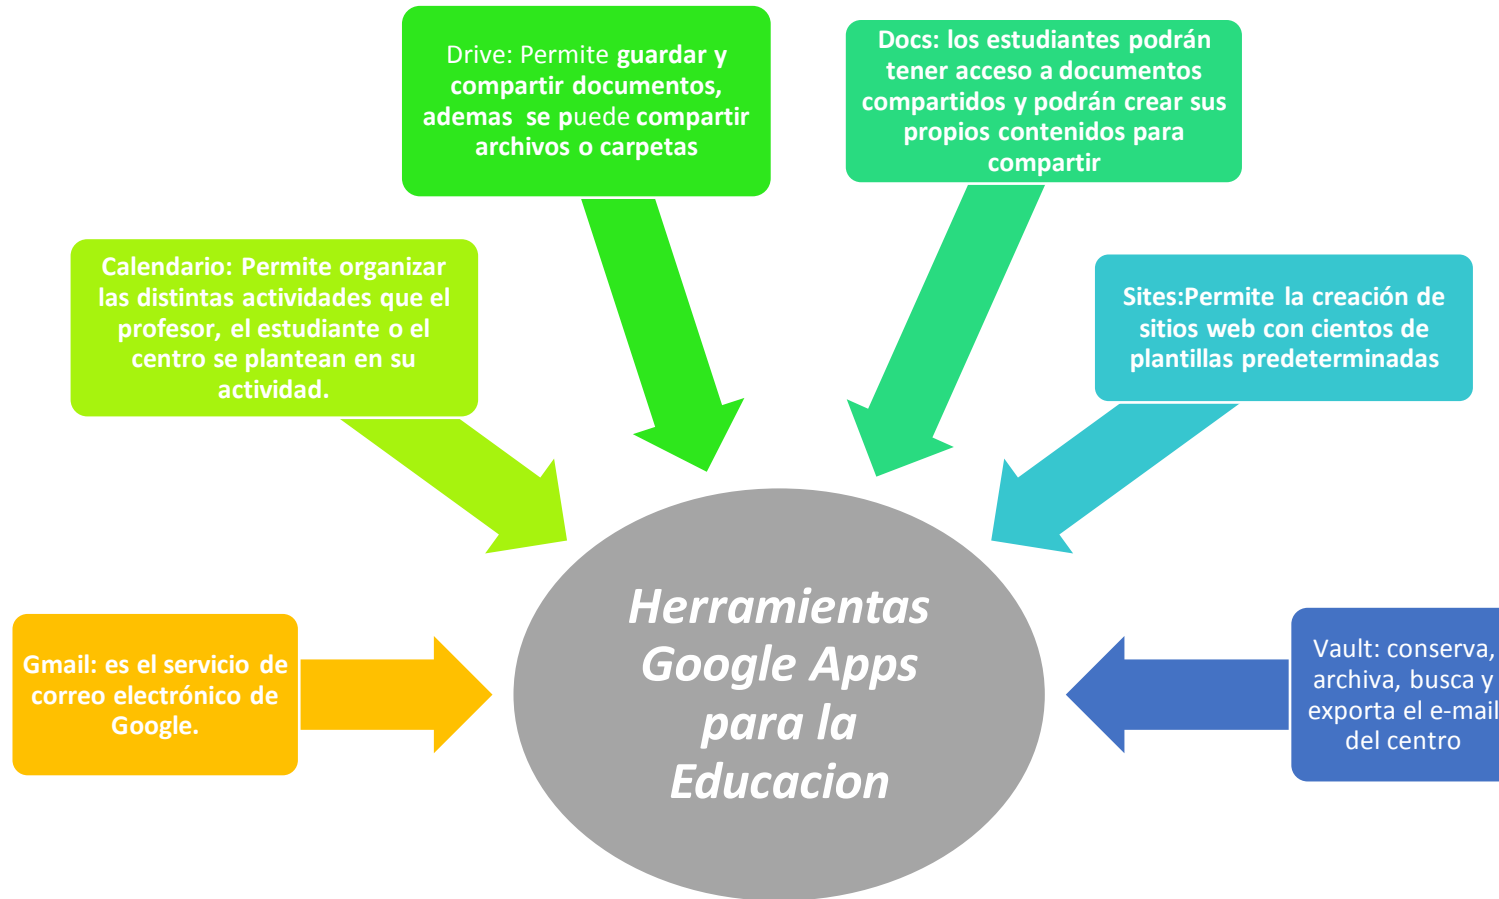 Drive: Permite guardar y
compartir documentos,
ademas se puede compartir
archivos o carpetas
Docs: los estudiantes podrán
tener acceso a documentos
compartidos y podrán crear sus
propios contenidos para
compartir
Calendario: Permite organizar
las distintas actividades que el
profesor, el estudiante o el
centro se plantean en su
actividad.
Sites:Permite la creación de
sitios web con cientos de
plantillas predeterminadas
Gmail: es el servicio de
correo electrónico de
Google.
Herramientas
Google Apps
para la
Educacion
Vault: conserva,
archiva, busca y
exporta el e-mail
del centro